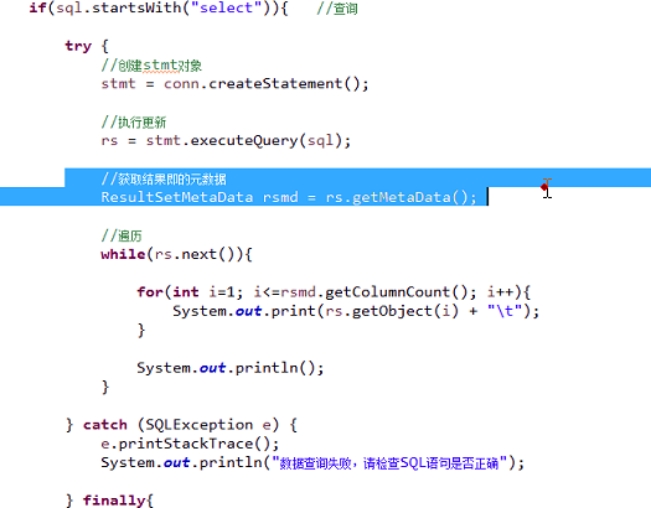 if(sql.startsWith("select")){ //查询
try {
//创建stmt对象
stmt = conn.createStatement();
//执行更新
rs = stmt.executeQuery(sql);
//获取结果即的元数据
ResultSetMetaData rsmd = rs.getMetaData();
//遍历
while(rs.next()){
for(int i=1; i<=rsmd.getColumnCount(); i++){
System.out.print(rs.getObject(i) + "\t");
}
System.out.println();
}
} catch (SQLException e) {
e.printStackTrace();
System.out.println("数据查询失败，请检查SQL语句是否正确");
} finally{